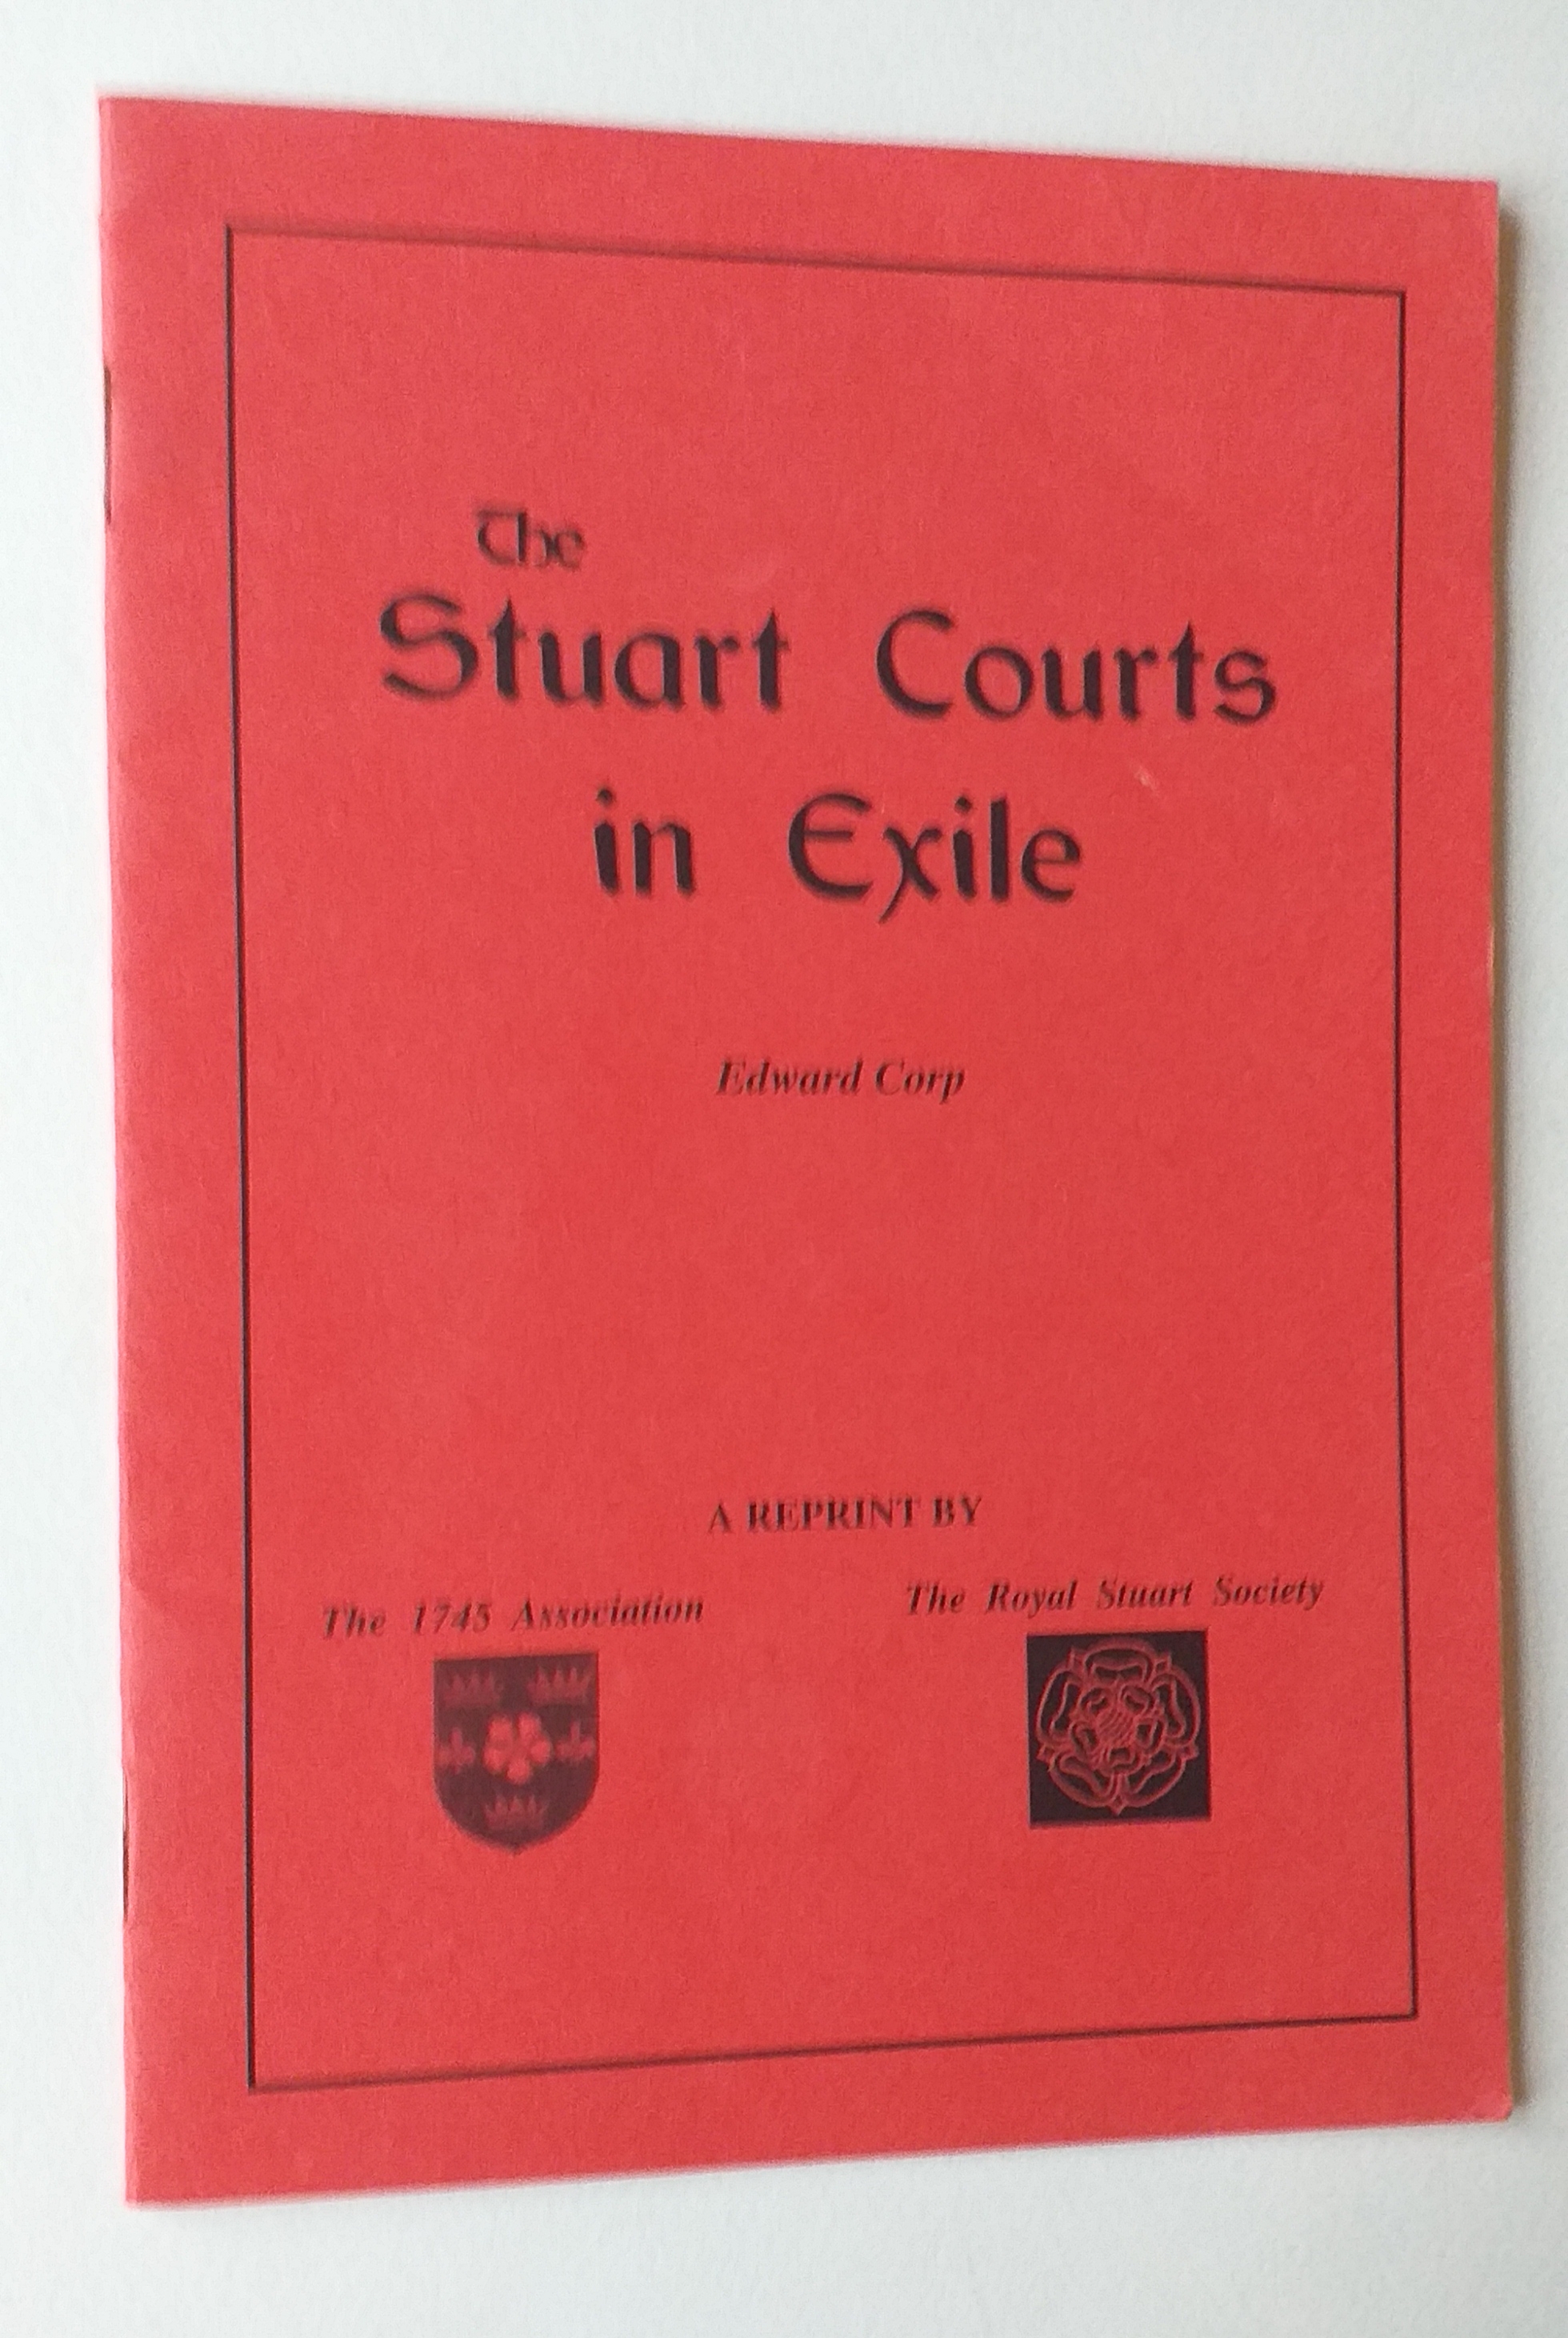 The
Stuart Courts
in Exile
Edward Corp
A REPRINT BY
The 1745 Association
The Royal Stuart Society